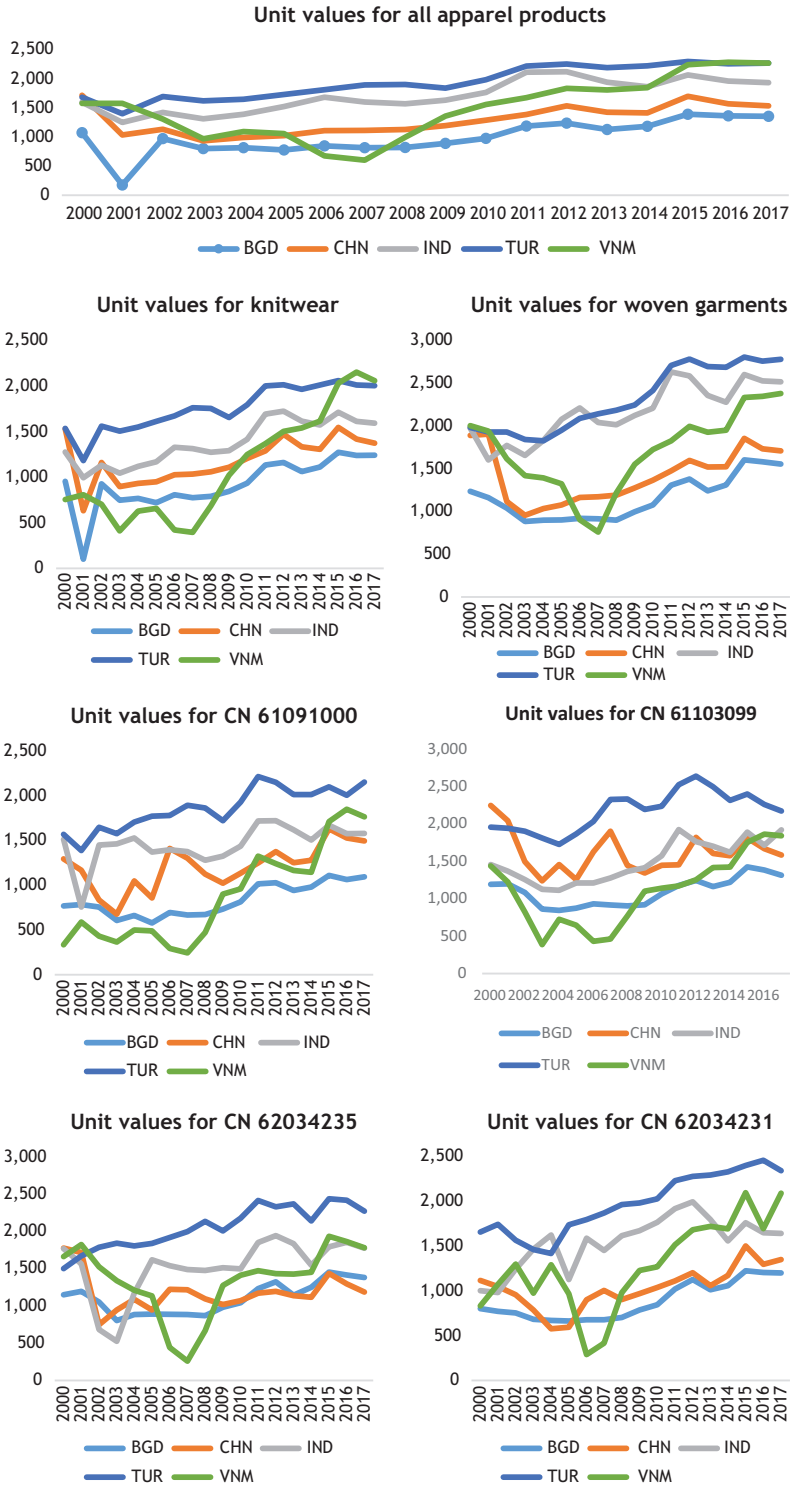 Unit values for all apparel products
2,500
2,000
1,500
1,000
500
0
2000 2001 2002 2003 2004 2005 2006 2007 2008 2009 2010 2011 2012 2013 2014 2015 2016 2017
BGD CHN IND TUR VNM
Unit values for knitwear
2,500
2,000
1,500
1,000
500
0
2000 2001 2002 2003 2004 2005 2006 2007 2008 2009 2010 2011 2012 2013 2014 2015 2016 2017
BGD CHN IND
TUR VNM
Unit values for woven garments
3,000
2,500
2,000
1,500
1,000
500
0
2000 2001 2002 2003 2004 2005 2006 2007 2008 2009 2010 2011 2012 2013 2014 2015 2016 2017
BGD CHN IND
TUR VNM
Unit values for CN 61091000
2,500
2,000
1,500
1,000
500
0
2000 2001 2002 2003 2004 2005 2006 2007 2008 2009 2010 2011 2012 2013 2014 2015 2016 2017
BGD CHN IND
TUR VNM
Unit values for CN 61103099
3,000
2,500
2,000
1,500
1,000
500
0
2000 2002 2004 2006 2008 2010 2012 2014 2016
BGD CHN IND
TUR VNM
Unit values for CN 62034235
3,000
2,500
2,000
1,500
1,000
500
0
2000 2001 2002 2003 2004 2005 2006 2007 2008 2009 2010 2011 2012 2013 2014 2015 2016 2017
BGD CHN IND
TUR VNM
Unit values for CN 62034231
2,500
2,000
1,500
1,000
500
0
2000 2001 2002 2003 2004 2005 2006 2007 2008 2009 2010 2011 2012 2013 2014 2015 2016 2017
BGD CHN IND
TUR VNM